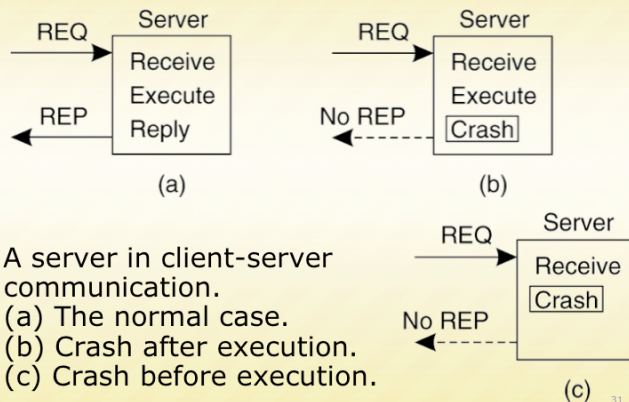 Server
REQ
Receive
Execute
REP
Reply
(a)
Server
REQ
Receive
Execute
No REP
Crash
(b)
Server
REQ
Receive
Crash
No REP
(c)
A server in client-server
communication.
(a) The normal case.
(b) Crash after execution.
(c) Crash before execution.
31